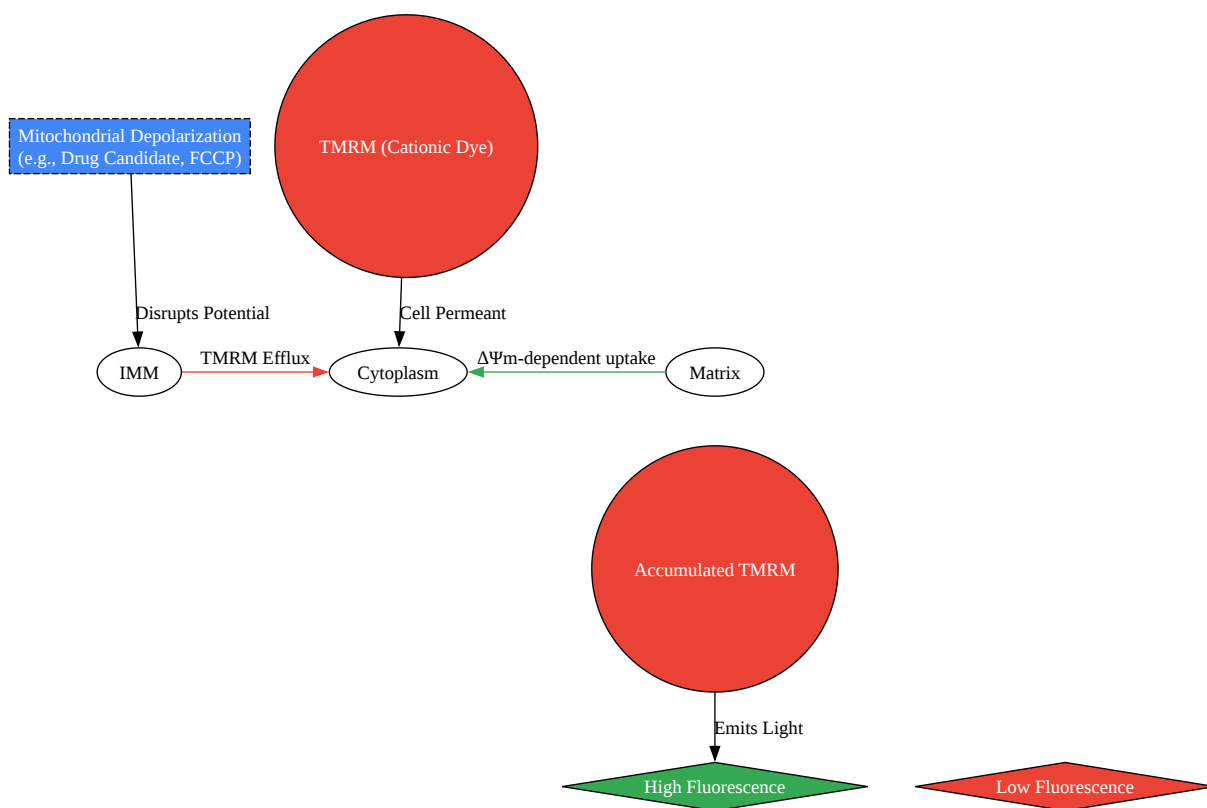 Mitochondrial Depolarization
(e.g., Drug Candidate, FCCP)
TMRM (Cationic Dye)
Disrupts Potential
Cell Permeant
IMM
TMRM Efflux
Cytoplasm
ΔΨm-dependent uptake
Matrix
Accumulated TMRM
Emits Light
High Fluorescence
Low Fluorescence